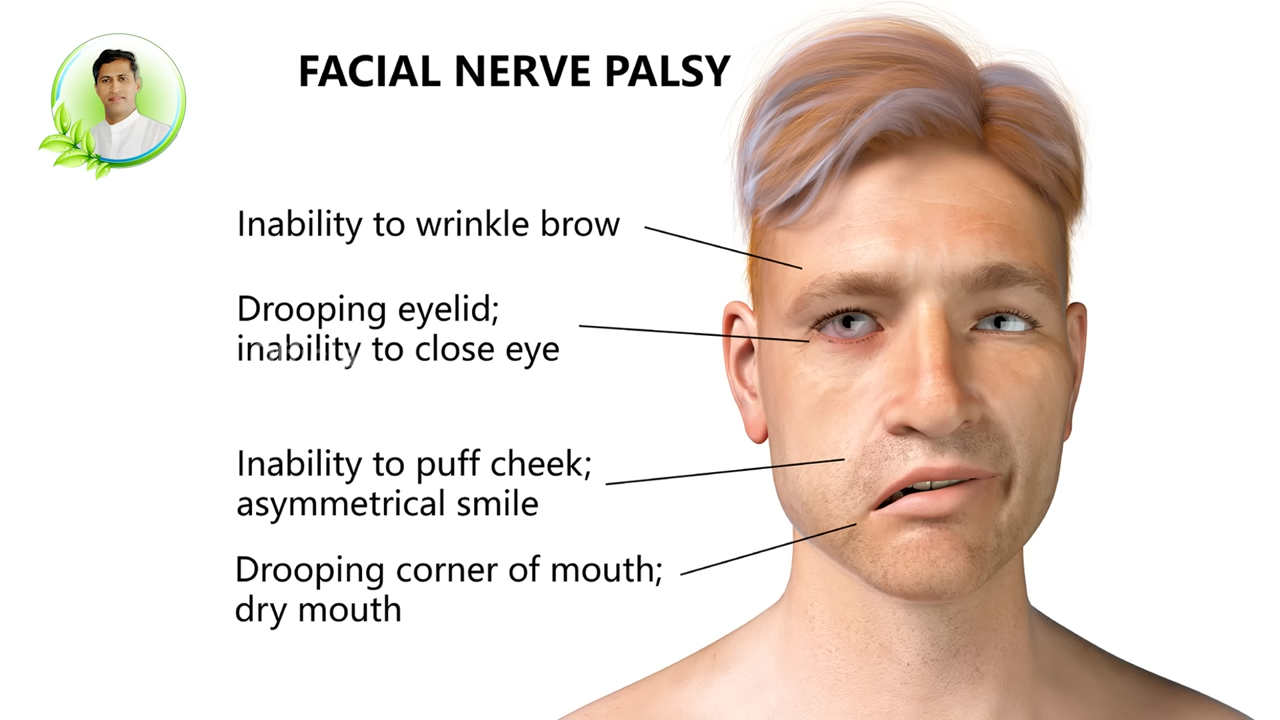 FACIAL NERVE PALSY
Inability to wrinkle brow
Drooping eyelid;
inability to close eye
Inability to puff cheek;
asymmetrical smile
Drooping corner of mouth;
dry mouth